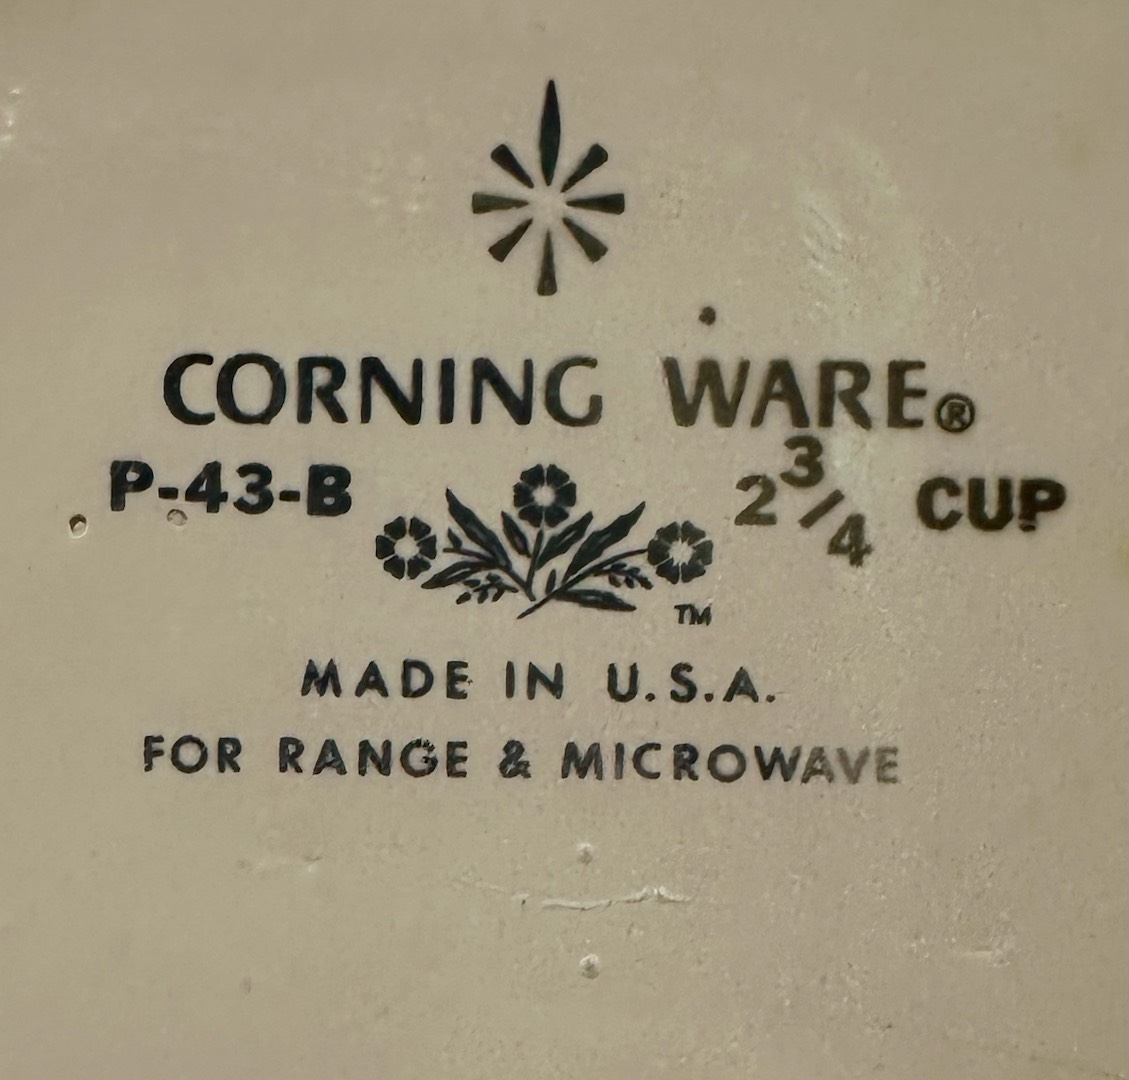 CORNING WARE®
P-43-B 2 3/4 CUP
TM
MADE IN U.S.A.
FOR RANGE & MICROWAVE